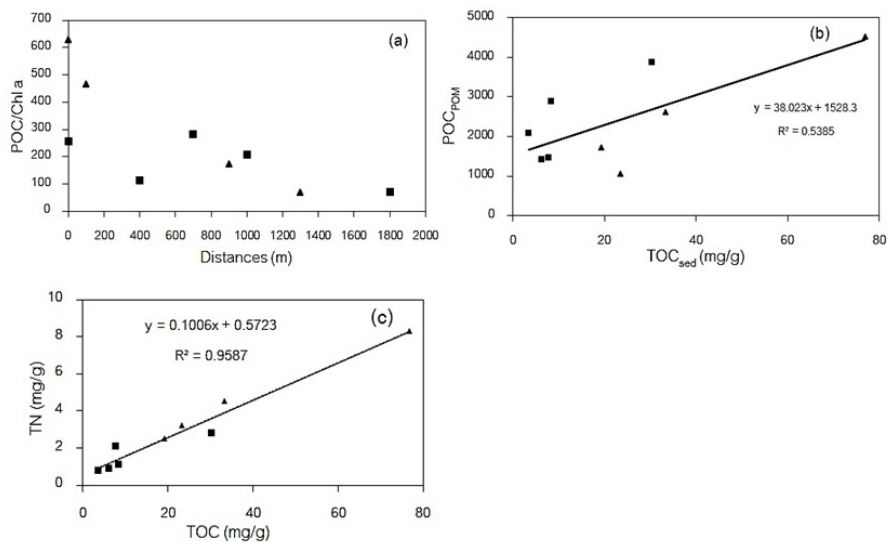 (a)
POC/Chl a
700
600
500
400
300
200
100
0
0 200 400 600 800 1000 1200 1400 1600 1800 2000
Distances (m)
(b)
POC_POM
5000
4000
3000
2000
1000
0
y = 38.023x + 1528.3
R² = 0.5385
0 20 40 60 80
TOC_sed (mg/g)
(c)
TN (mg/g)
10
8
6
4
2
0
y = 0.1006x + 0.5723
R² = 0.9587
0 20 40 60 80
TOC (mg/g)